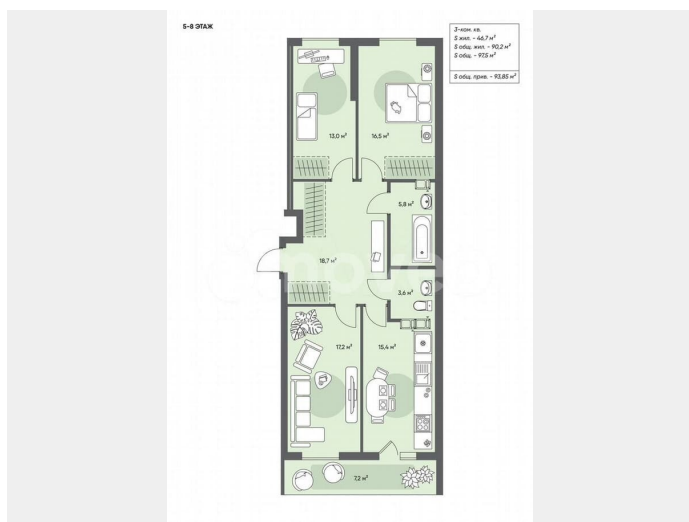 5-8 ЭТАЖ
3-ком. кв.
S жил. - 46,7 м²
S общ. жил. - 90,2 м²
S общ. - 97,5 м²
S общ. прив. - 93,85 м²
13,0 м²
16,5 м²
5,8 м²
18,7 м²
3,6 м²
17,2 м²
15,4 м²
7,2 м²